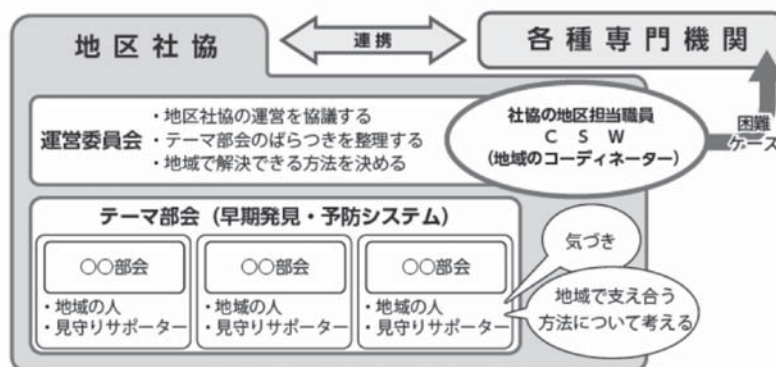 地区社協
連携
各種専門機関
運営委員会
・地区社協の運営を協議する
・テーマ部会のばらつきを整理する
・地域で解決できる方法を決める
社協の地区担当職員
CSW
(地域のコーディネーター)
困難
ケース
テーマ部会(早期発見・予防システム)
○○部会
・地域の人
・見守りサポーター
○○部会
・地域の人
・見守りサポーター
○○部会
・地域の人
・見守りサポーター
気づき
地域で支え合う
方法について考える